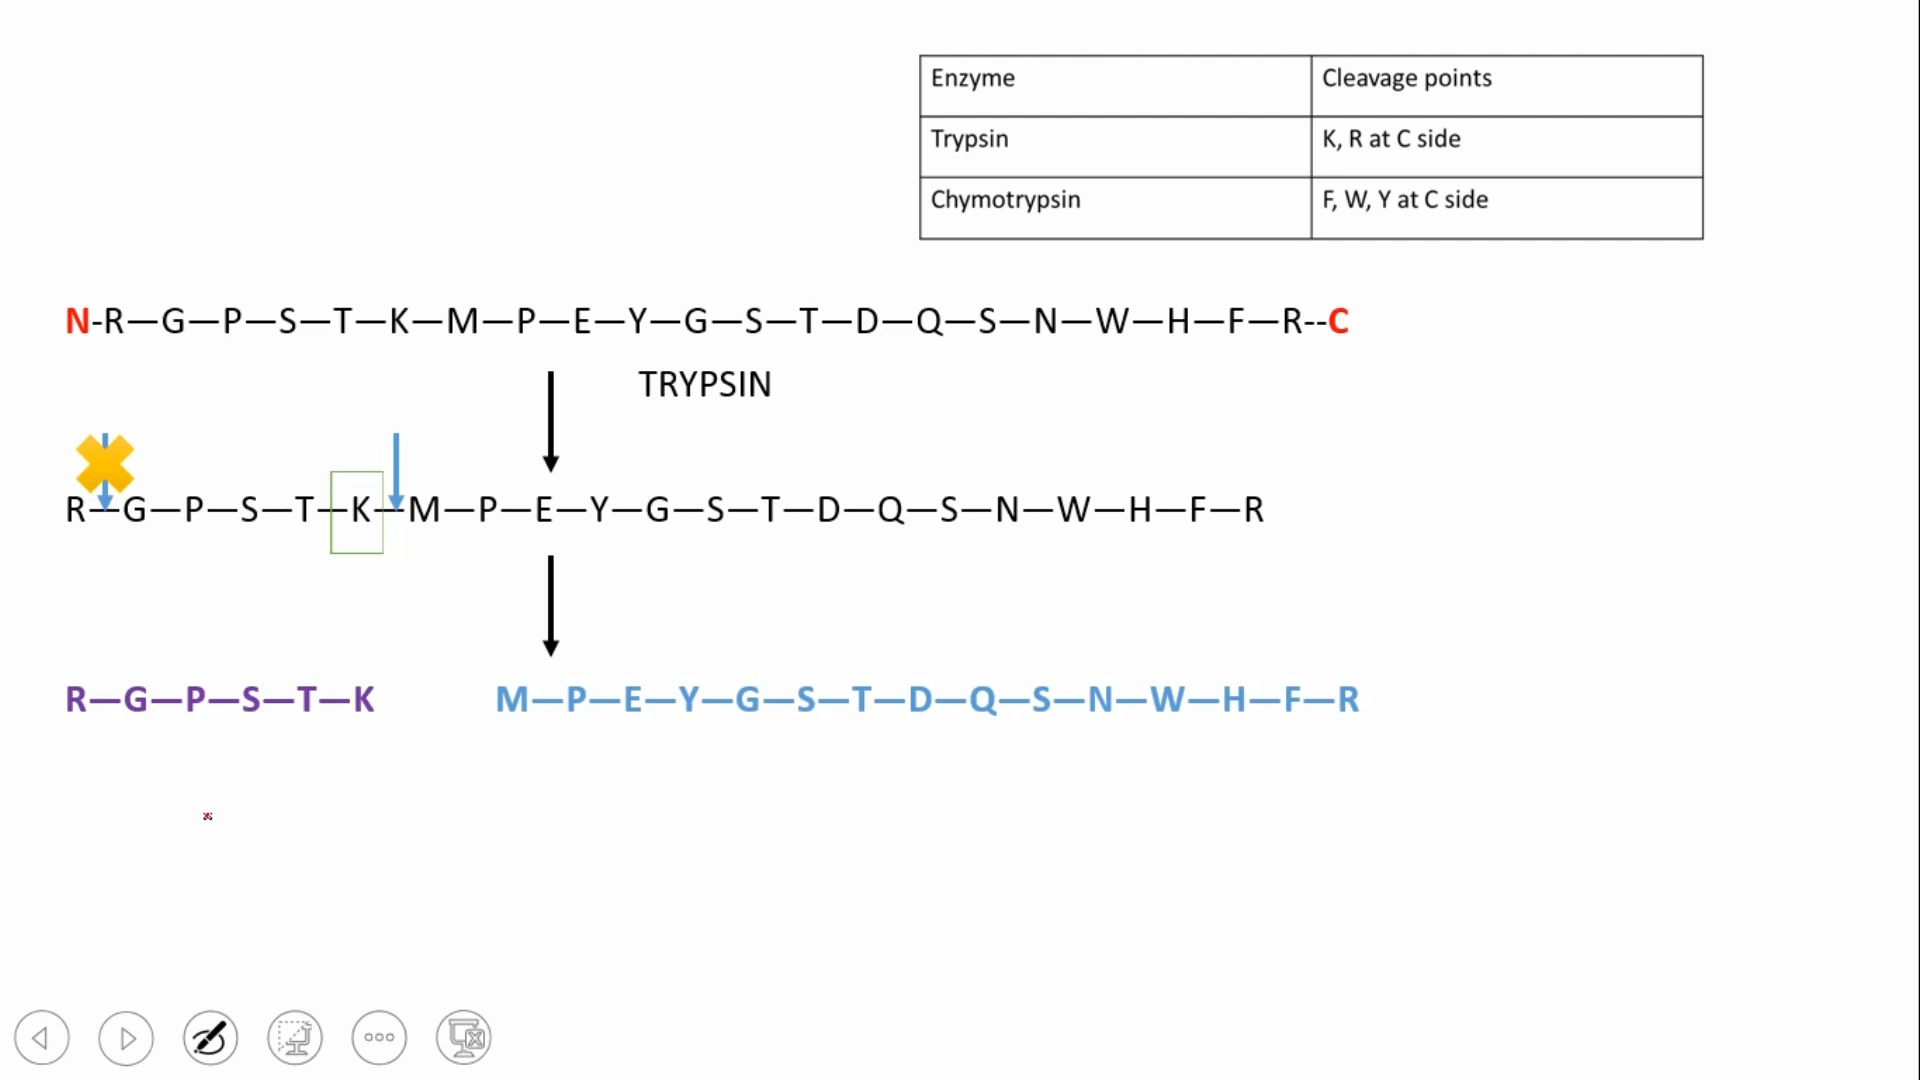 Enzyme Cleavage points
Trypsin K, R at C side
Chymotrypsin F, W, Y at C side
N-R—G—P—S—T—K—M—P—E—Y—G—S—T—D—Q—S—N—W—H—F—R--C
TRYPSIN
R—G—P—S—T—K—M—P—E—Y—G—S—T—D—Q—S—N—W—H—F—R
R—G—P—S—T—K M—P—E—Y—G—S—T—D—Q—S—N—W—H—F—R